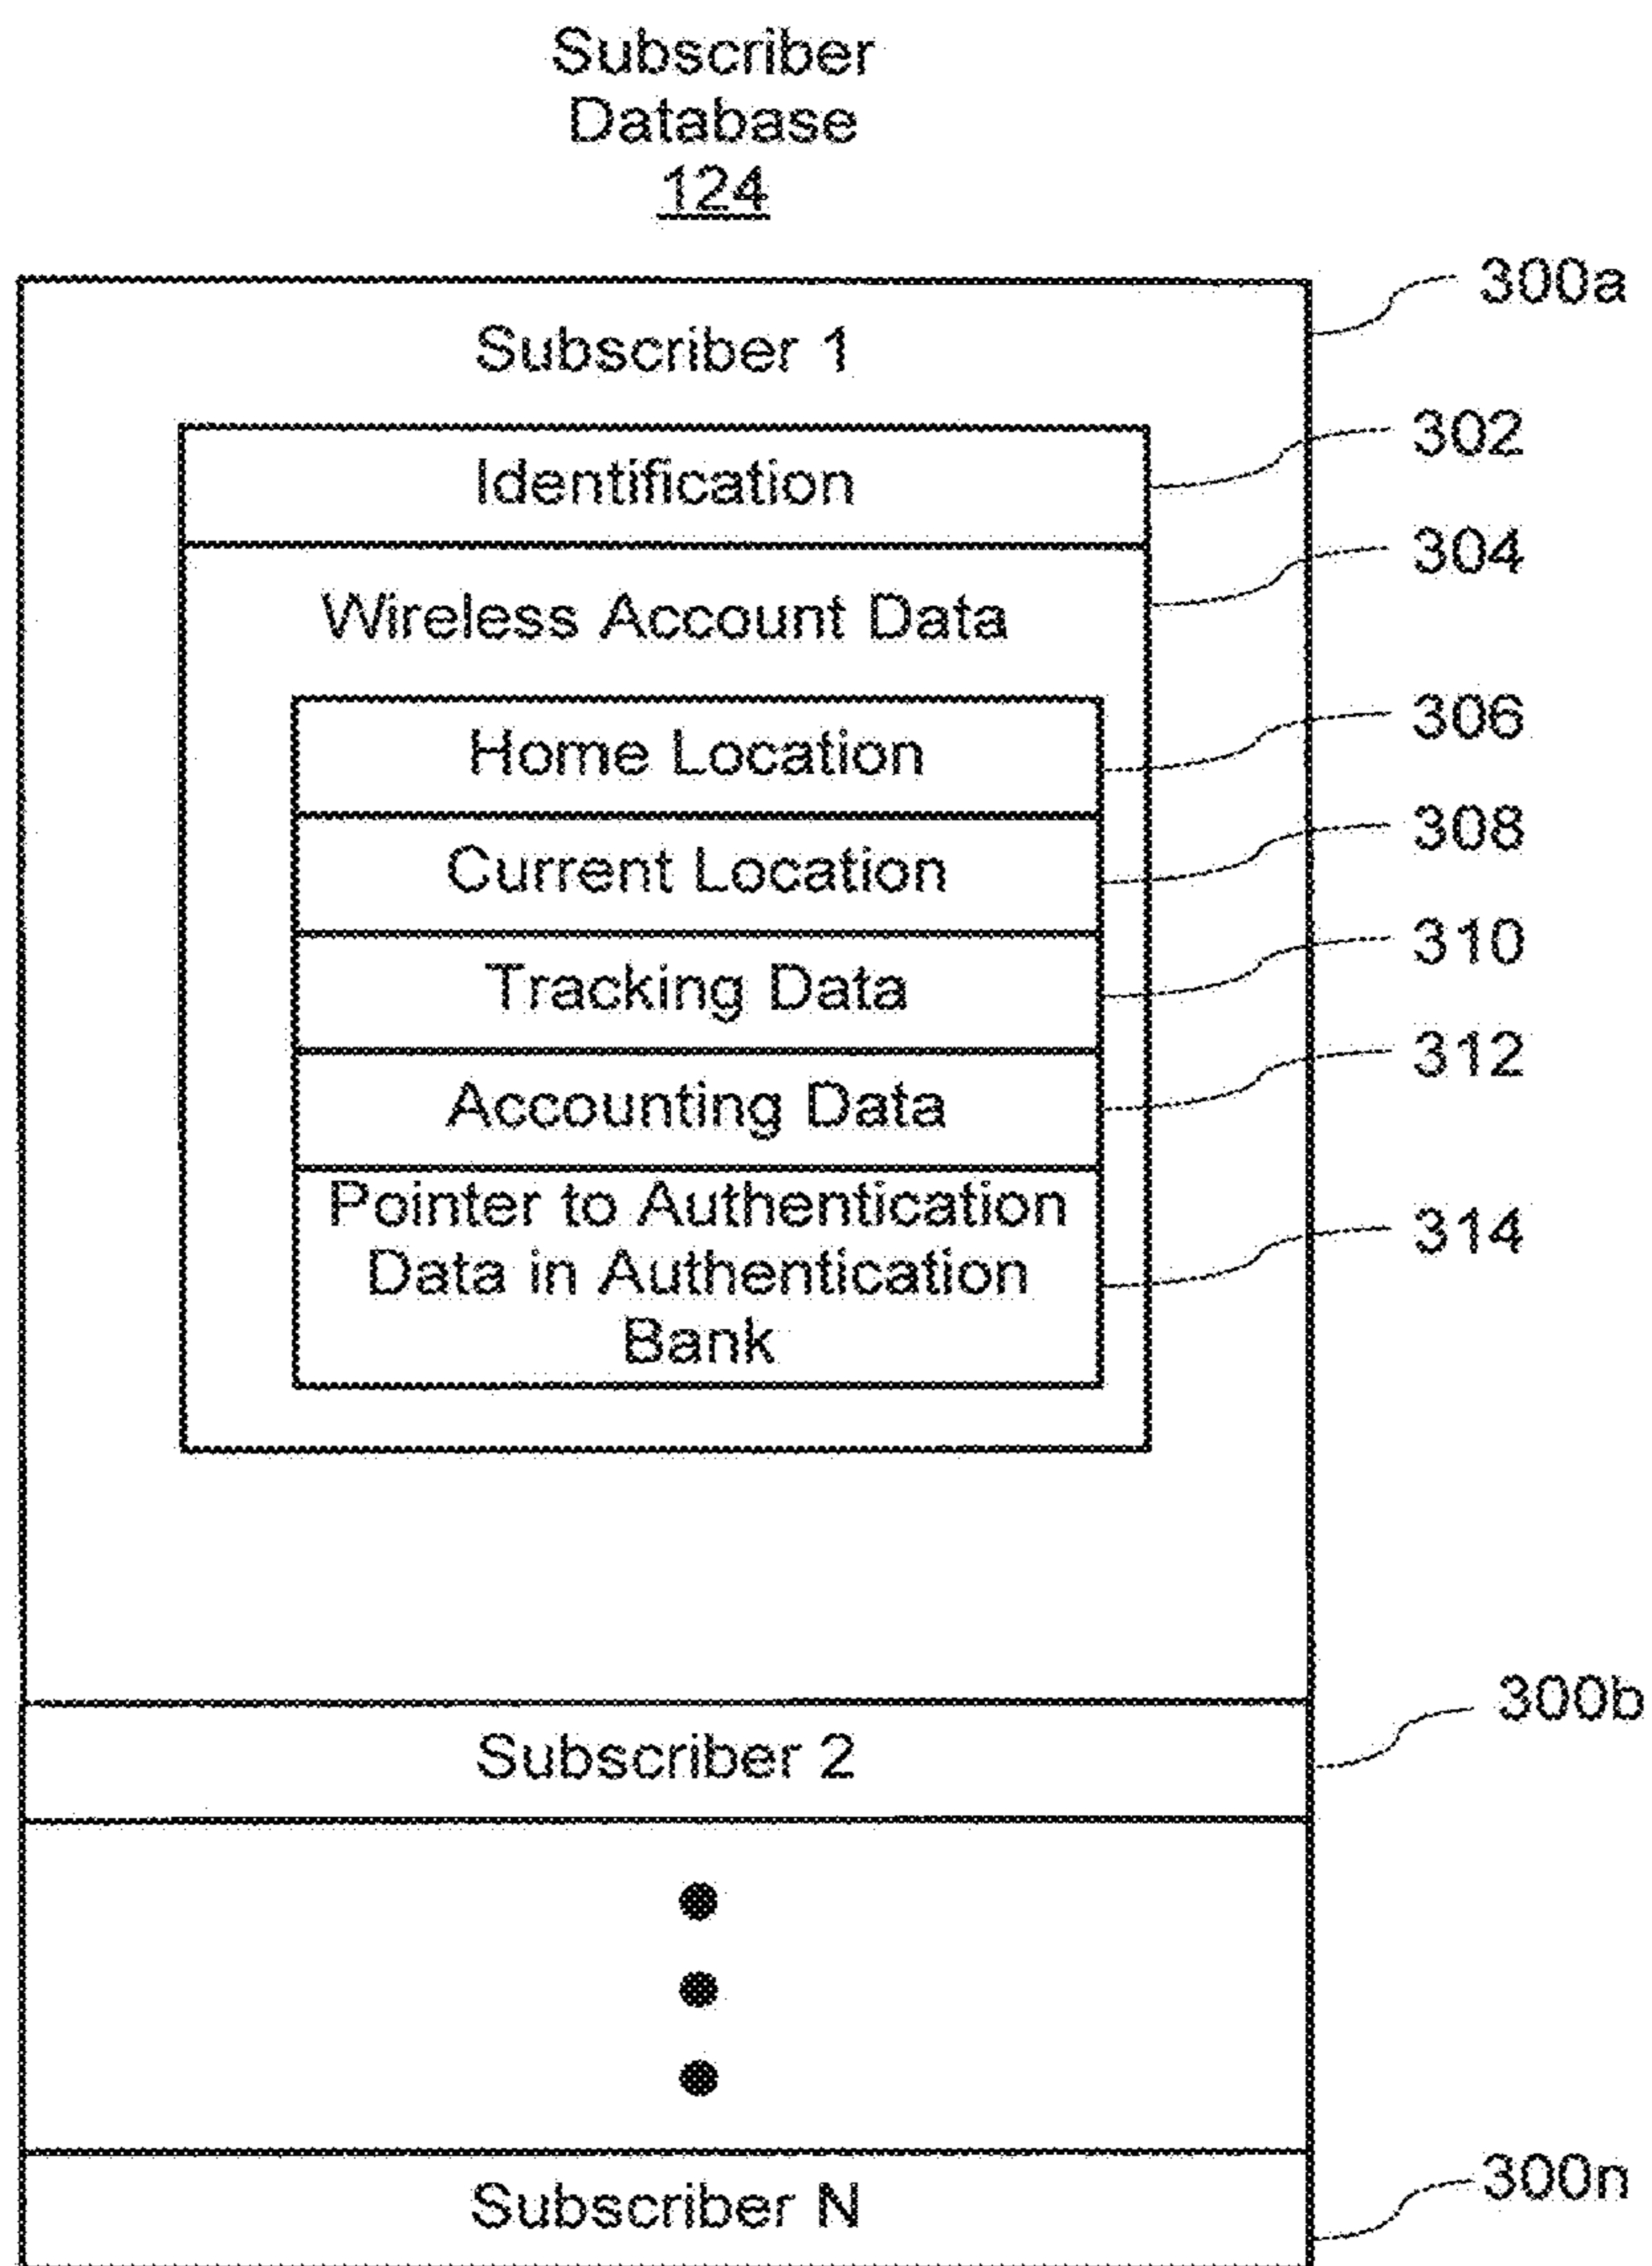 Subscriber
Database
124
300a
Subscriber 1
302
Identification
304
Wireless Account Data
306
Home Location
308
Current Location
310
Tracking Data
312
Accounting Data
Pointer to Authentication
314
Data in Authentication
Bank
300b
Subscriber 2
300n
Subscriber N